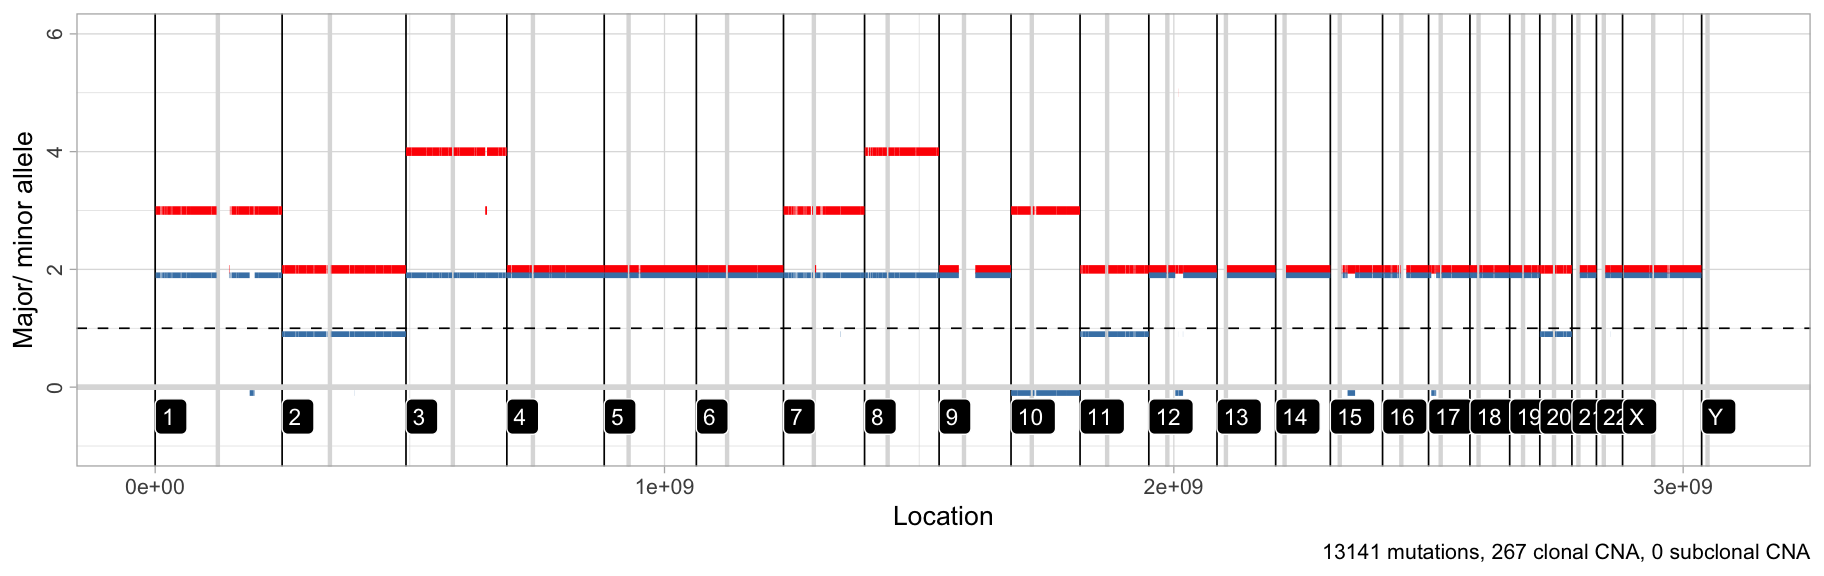 Major/ minor allele
6
4
2
0
1 2 3 4 5 6 7 8 9 10 11 12 13 14 15 16 17 18 19 20 2 22 X Y
0e+00 1e+09 2e+09 3e+09
Location
13141 mutations, 267 clonal CNA, 0 subclonal CNA